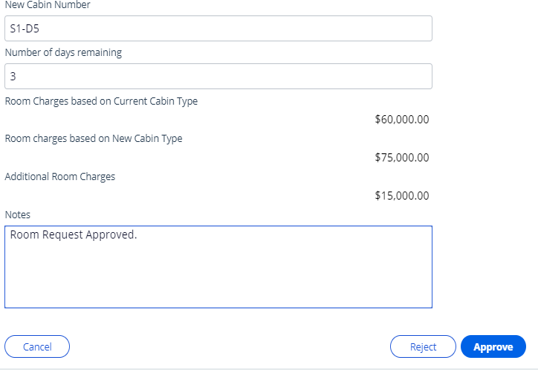 New Cabin Number
S1-D5
Number of days remaining
3
Room Charges based on Current Cabin Type
$60,000.00
Room charges based on New Cabin Type
$75,000.00
Additional Room Charges
$15,000.00
Notes
Room Request Approved.
Cancel Reject Approve